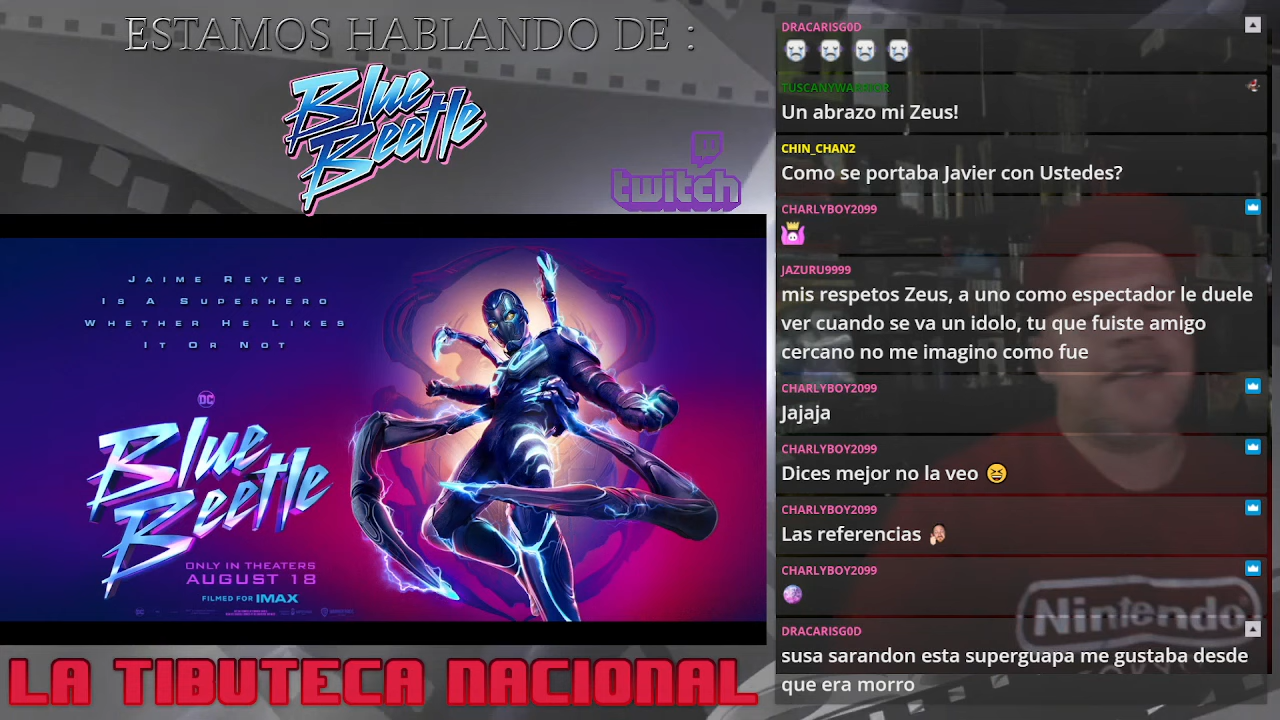 ESTAMOS HABLANDO DE :
Blue
Beetle
twitch
JAIME REYES
IS A SUPERHERO
WHETHER HE LIKES
IT OR NOT
DC
Blue
Beetle
ONLY IN THEATERS
AUGUST 18
FILMED FOR IMAX
LA TIBUTECA NACIONAL
DRACARISG0D
TUSCANYWARRIOR
Un abrazo mi Zeus!
CHIN_CHAN2
Como se portaba Javier con Ustedes?
CHARLYBOY2099
JAZURU9999
mis respetos Zeus, a uno como espectador le duele
ver cuando se va un idolo, tu que fuiste amigo
cercano no me imagino como fue
CHARLYBOY2099
Jajaja
CHARLYBOY2099
Dices mejor no la veo 😆
CHARLYBOY2099
Las referencias
CHARLYBOY2099
Nintendo
DRACARISG0D
susa sarandon esta superguapa me gustaba desde
que era morro